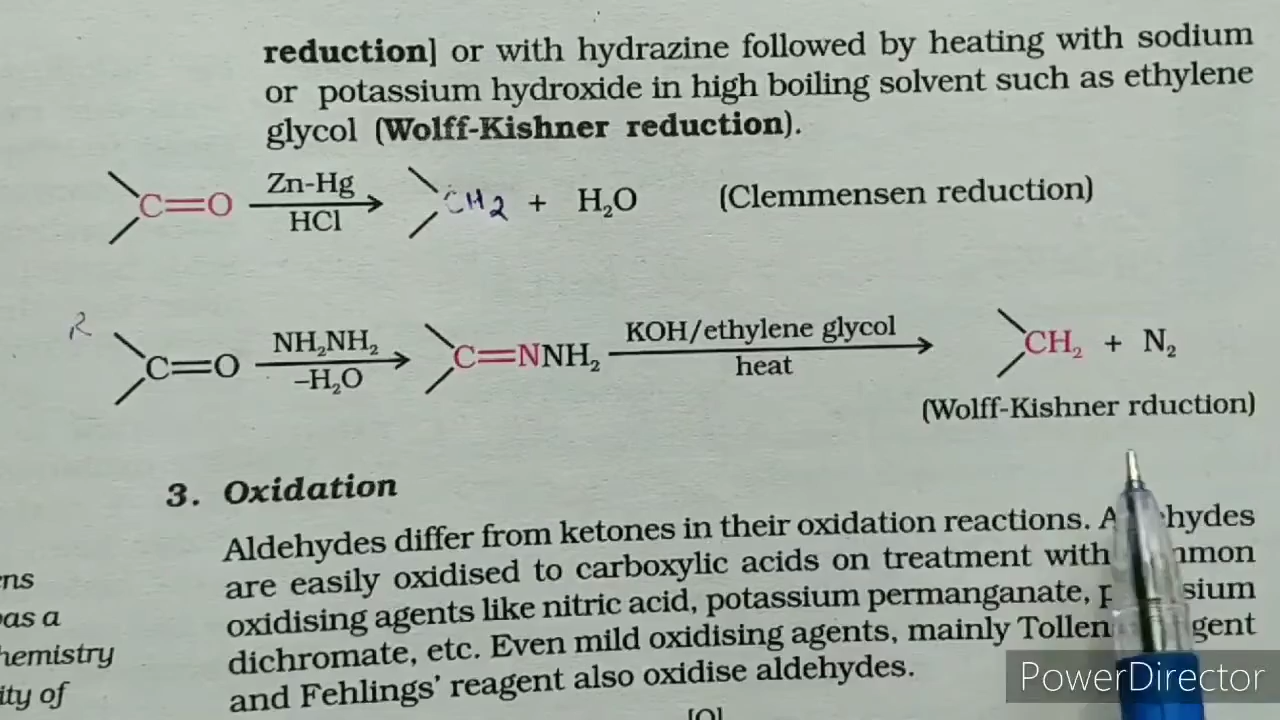 reduction] or with hydrazine followed by heating with sodium
or potassium hydroxide in high boiling solvent such as ethylene
glycol (Wolff-Kishner reduction).
C=O Zn-Hg HCl CH2 + H₂O (Clemmensen reduction)
R
C=O NH₂NH₂ –H₂O C=NNH₂ KOH/ethylene glycol heat CH₂ + N₂
(Wolff-Kishner rduction)
3. Oxidation
Aldehydes differ from ketones in their oxidation reactions.
are easily oxidised to carboxylic acids on treatment with
oxidising agents like nitric acid, potassium permanganate,
dichromate, etc. Even mild oxidising agents, mainly
and Fehlings' reagent also oxidise aldehydes.
[O]
ens
as a
hemistry
ity of
PowerDirector